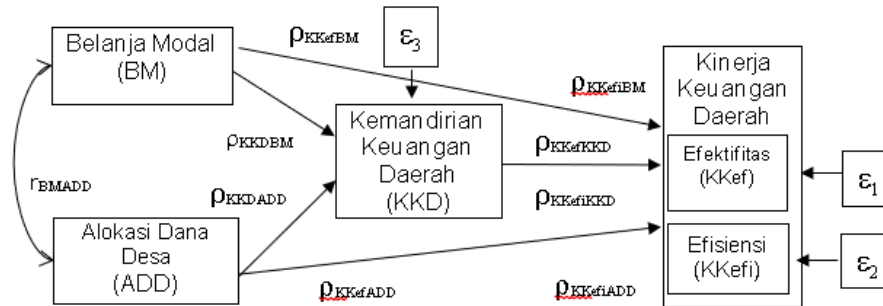 Belanja Modal
(BM)
ρKKefBM
ε3
ρKKefiBM
Kinerja
Keuangan
Daerah
Kemandirian
Keuangan
Daerah
(KKD)
ρKKDBM
ρKKefKKD
Efektifitas
(KKef)
ε1
rBMADD
ρKKDADD
ρKKefiKKD
Alokasi Dana
Desa
(ADD)
Efisiensi
(KKefi)
ε2
ρKKefADD
ρKKefiADD